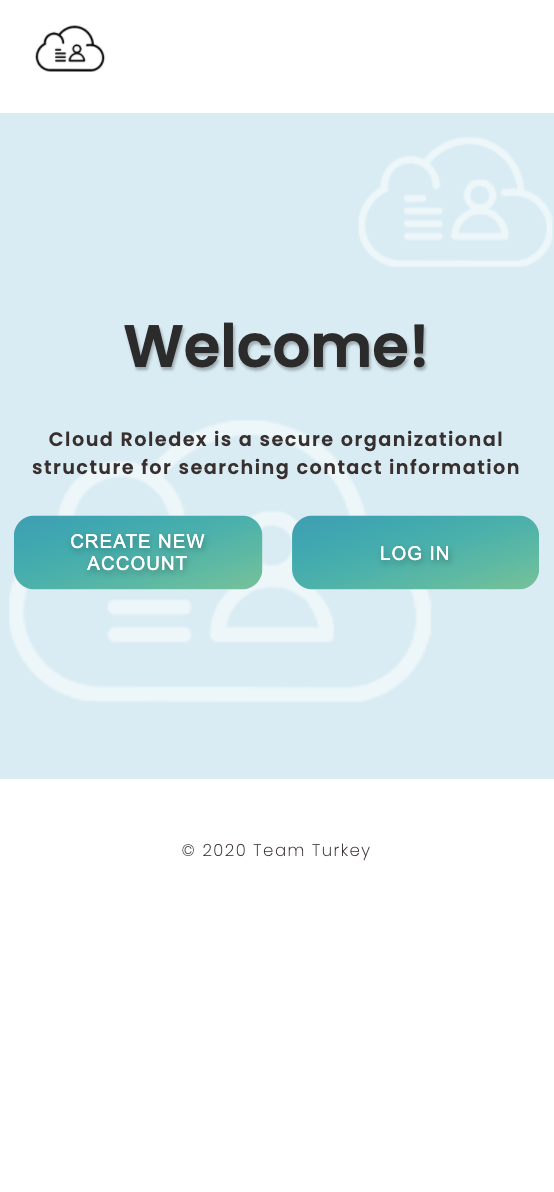 Welcome!
Cloud Roledex is a secure organizational
structure for searching contact information
CREATE NEW
ACCOUNT
LOG IN
© 2020 Team Turkey